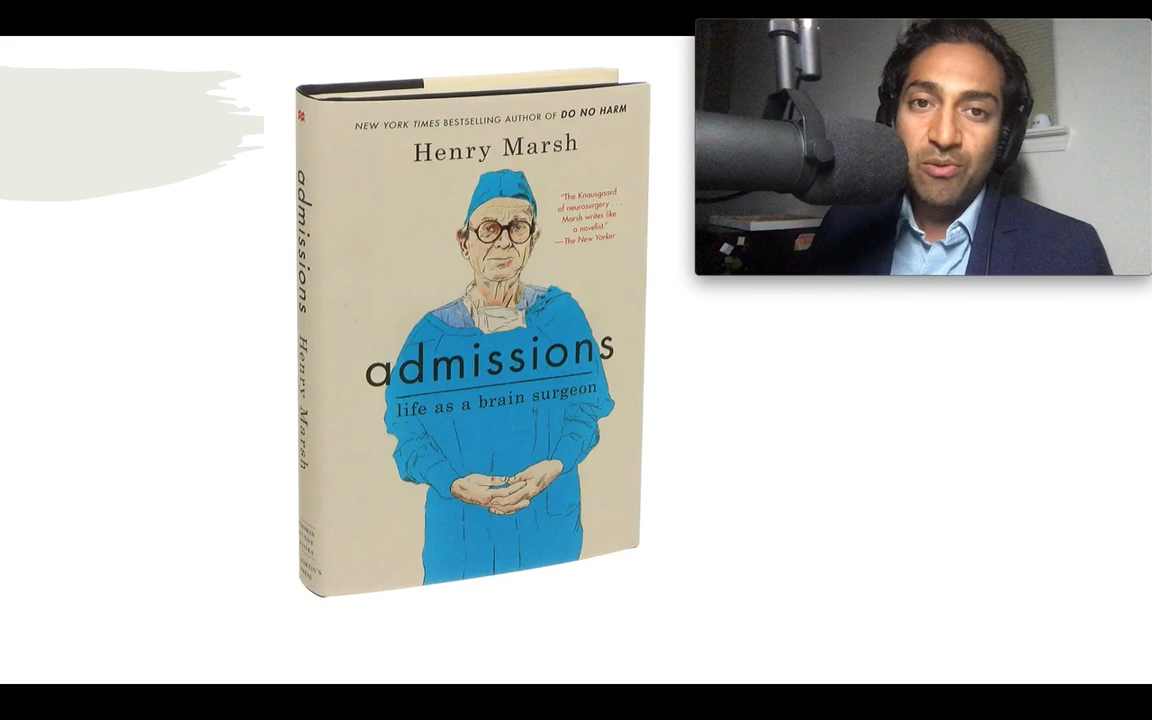 NEW YORK TIMES BESTSELLING AUTHOR OF DO NO HARM
Henry Marsh
"The Knausgaard
of neurosurgery . . .
Marsh writes like
a novelist."
—The New Yorker
admissions
life as a brain surgeon
admissions Henry Marsh